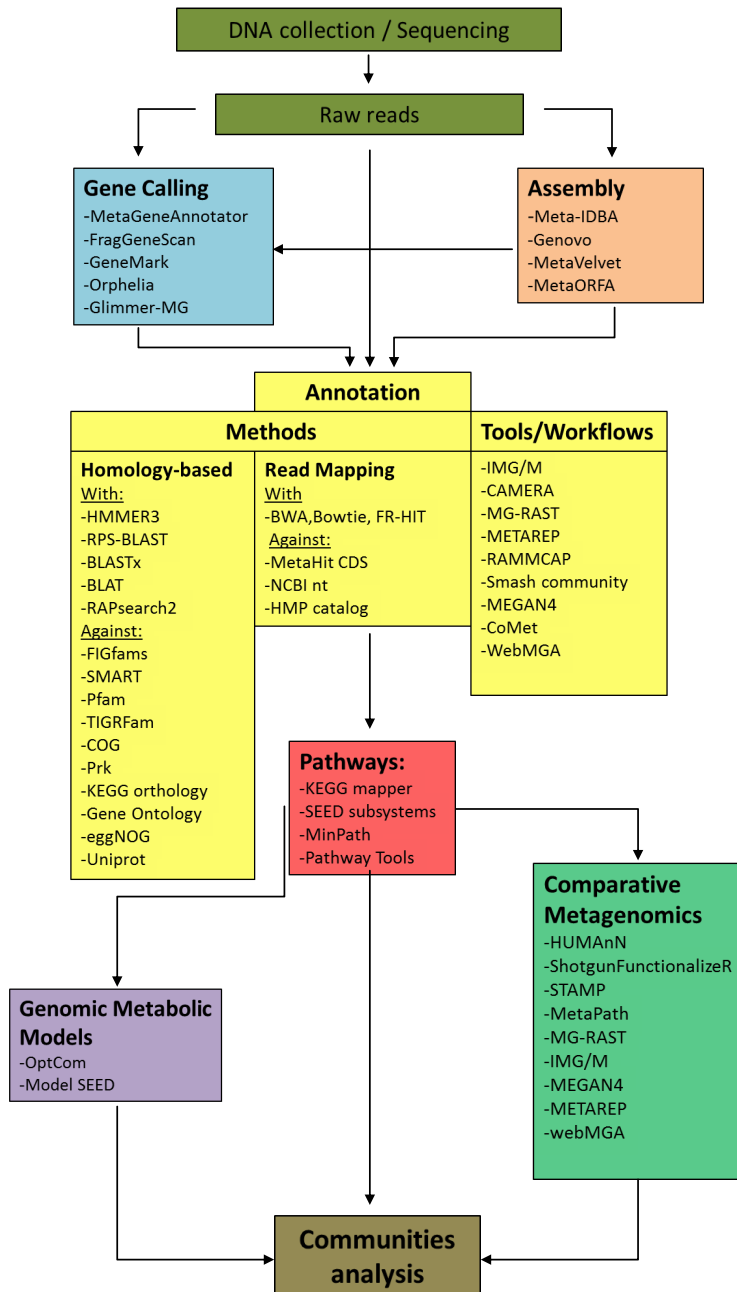 DNA collection / Sequencing
Raw reads
Gene Calling
-MetaGeneAnnotator
-FragGeneScan
-GeneMark
-Orphelia
-Glimmer-MG
Assembly
-Meta-IDBA
-Genovo
-MetaVelvet
-MetaORFA
Annotation
Methods
Homology-based
With:
-HMMER3
-RPS-BLAST
-BLASTx
-BLAT
-RAPsearch2
Against:
-FIGfams
-SMART
-Pfam
-TIGRFam
-COG
-Prk
-KEGG orthology
-Gene Ontology
-eggNOG
-Uniprot
Read Mapping
With
-BWA,Bowtie, FR-HIT
Against:
-MetaHit CDS
-NCBI nt
-HMP catalog
Tools/Workflows
-IMG/M
-CAMERA
-MG-RAST
-METAREP
-RAMMCAP
-Smash community
-MEGAN4
-CoMet
-WebMGA
Pathways:
-KEGG mapper
-SEED subsystems
-MinPath
-Pathway Tools
Comparative
Metagenomics
-HUMAnN
-ShotgunFunctionalizeR
-STAMP
-MetaPath
-MG-RAST
-IMG/M
-MEGAN4
-METAREP
-webMGA
Genomic Metabolic
Models
-OptCom
-Model SEED
Communities
analysis